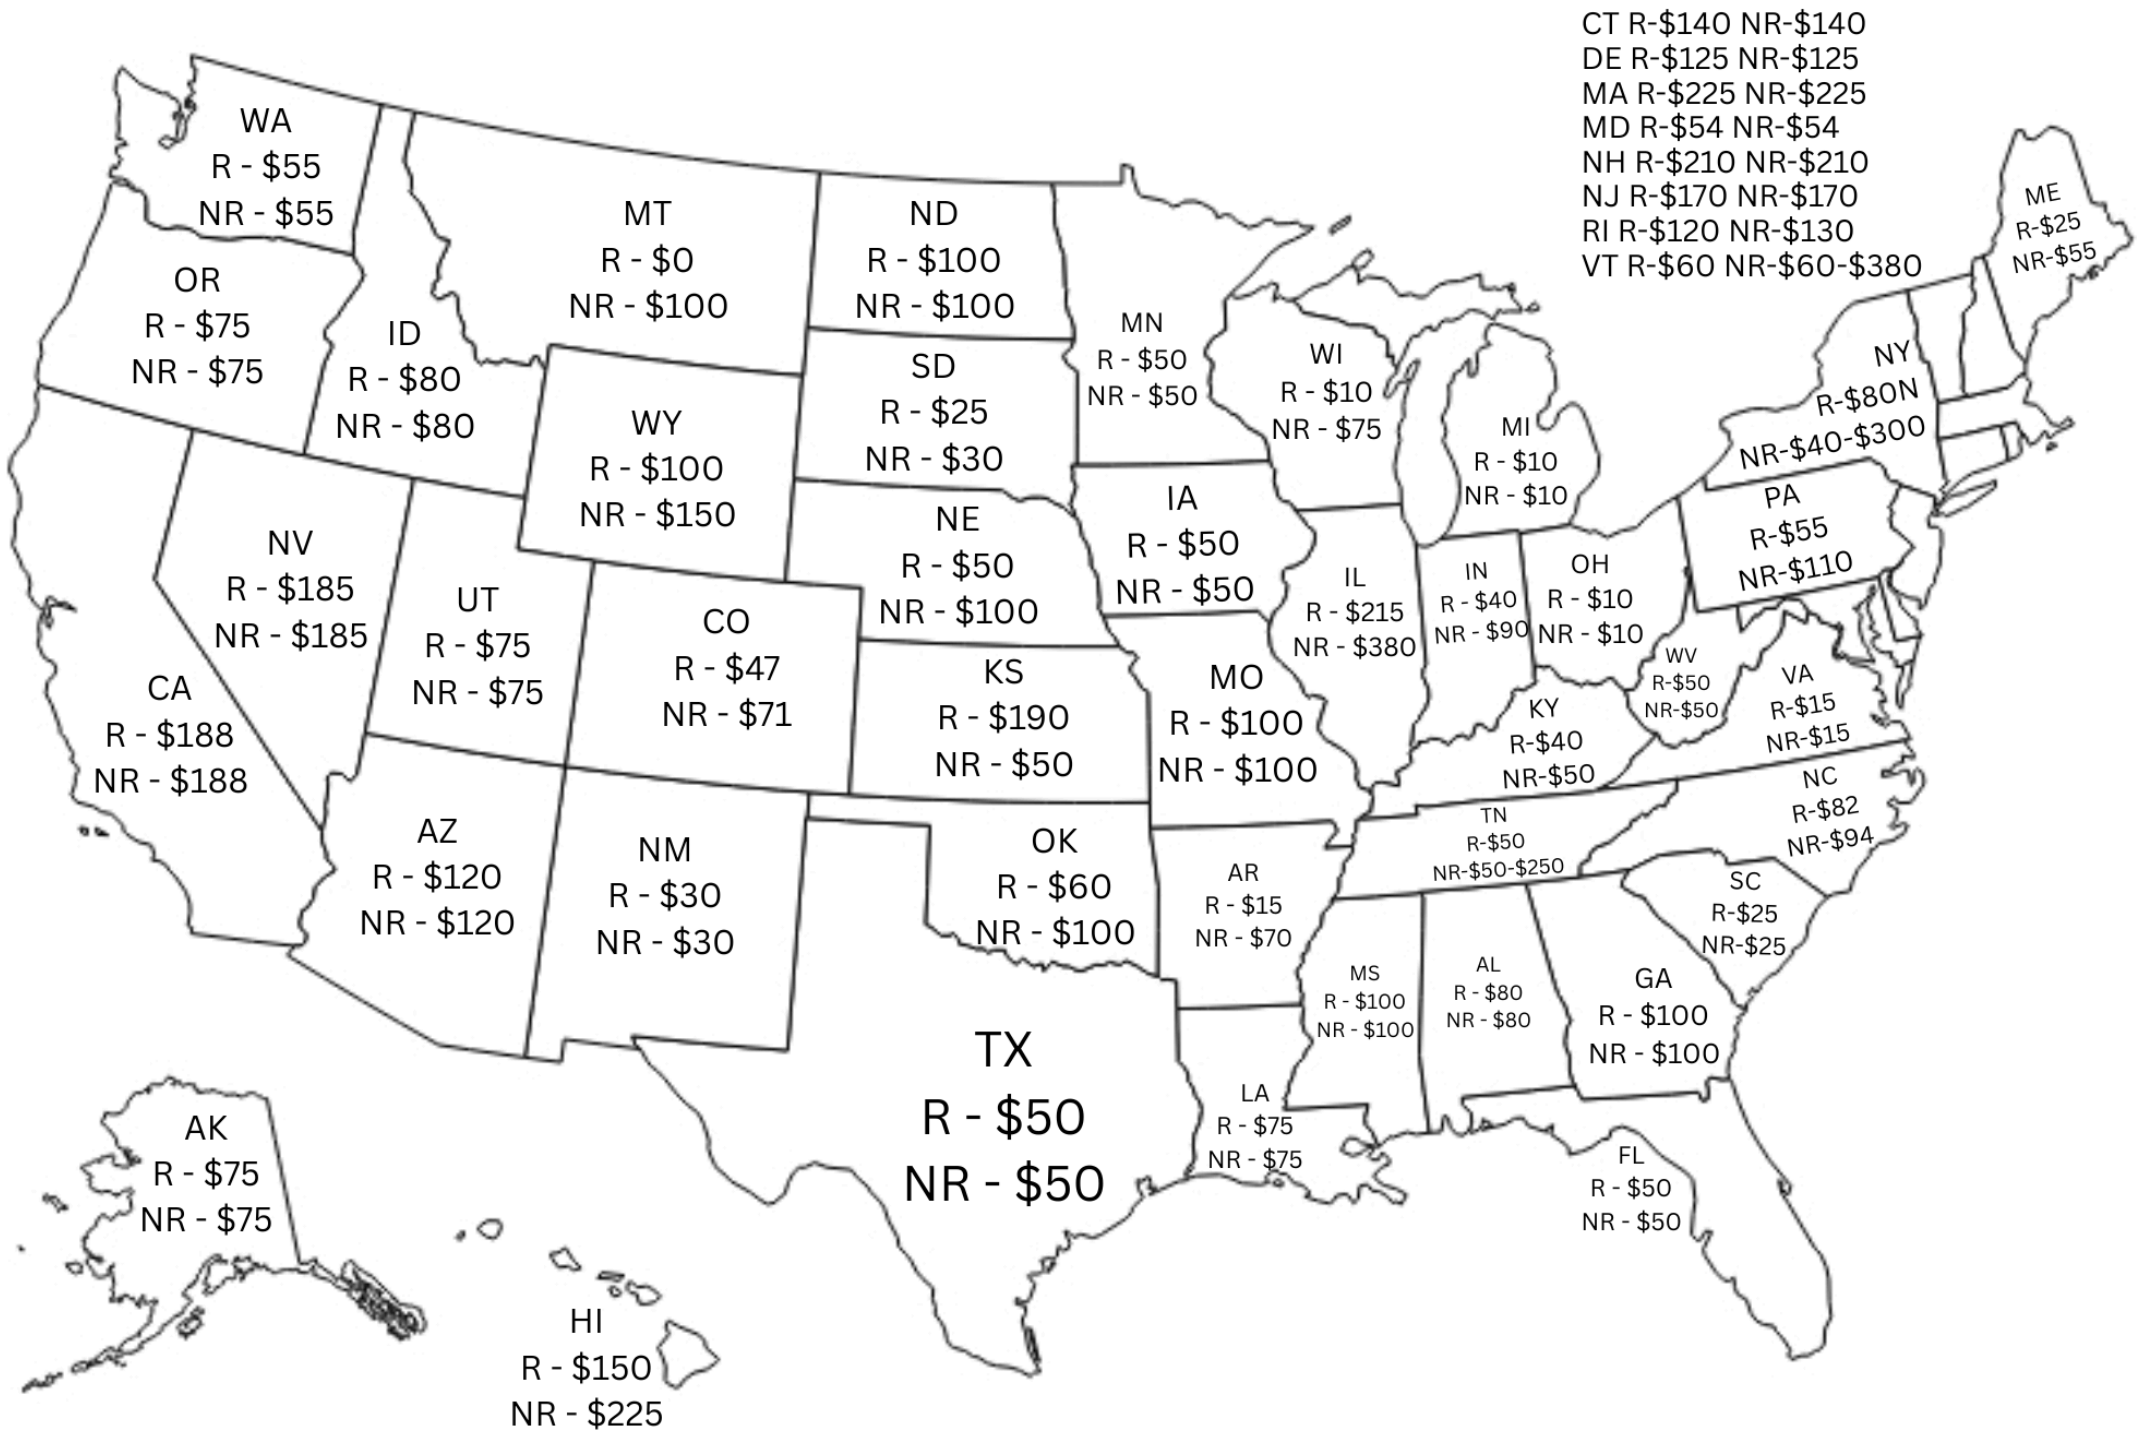 CT R-$140 NR-$140
DE R-$125 NR-$125
MA R-$225 NR-$225
MD R-$54 NR-$54
NH R-$210 NR-$210
NJ R-$170 NR-$170
RI R-$120 NR-$130
VT R-$60 NR-$60-$380
WA
R - $55
NR - $55
OR
R - $75
NR - $75
ID
R - $80
NR - $80
MT
R - $0
NR - $100
ND
R - $100
NR - $100
SD
R - $25
NR - $30
WY
R - $100
NR - $150
NE
R - $50
NR - $100
MN
R - $50
NR - $50
WI
R - $10
NR - $75
MI
R - $10
NR - $10
IA
R - $50
NR - $50
ME
R-$25
NR-$55
NY
R-$80N
NR-$40-$300
PA
R-$55
NR-$110
CA
R - $188
NR - $188
NV
R - $185
NR - $185
UT
R - $75
NR - $75
CO
R - $47
NR - $71
KS
R - $190
NR - $50
MO
R - $100
NR - $100
IL
R - $215
NR - $380
IN
R - $40
NR - $90
OH
R - $10
NR - $10
WV
R-$50
NR-$50
VA
R-$15
NR-$15
KY
R-$40
NR-$50
TN
R-$50
NR-$50-$250
NC
R-$82
NR-$94
SC
R-$25
NR-$25
AZ
R - $120
NR - $120
NM
R - $30
NR - $30
OK
R - $60
NR - $100
AR
R - $15
NR - $70
TX
R - $50
NR - $50
LA
R - $75
NR - $75
MS
R - $100
NR - $100
AL
R - $80
NR - $80
GA
R - $100
NR - $100
FL
R - $50
NR - $50
AK
R - $75
NR - $75
HI
R - $150
NR - $225